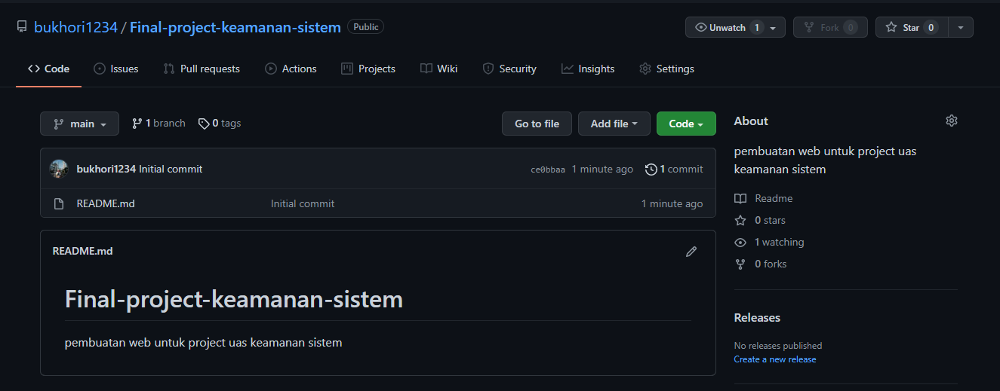 bukhori1234 / Final-project-keamanan-sistem Public
Unwatch 1 Fork 0 Star 0
Code Issues Pull requests Actions Projects Wiki Security Insights Settings
main 1 branch 0 tags Go to file Add file Code
bukhori1234 Initial commit ce0bbaa 1 minute ago 1 commit
README.md Initial commit 1 minute ago
README.md
Final-project-keamanan-sistem
pembuatan web untuk project uas keamanan sistem
About
pembuatan web untuk project uas
keamanan sistem
Readme
0 stars
1 watching
0 forks
Releases
No releases published
Create a new release